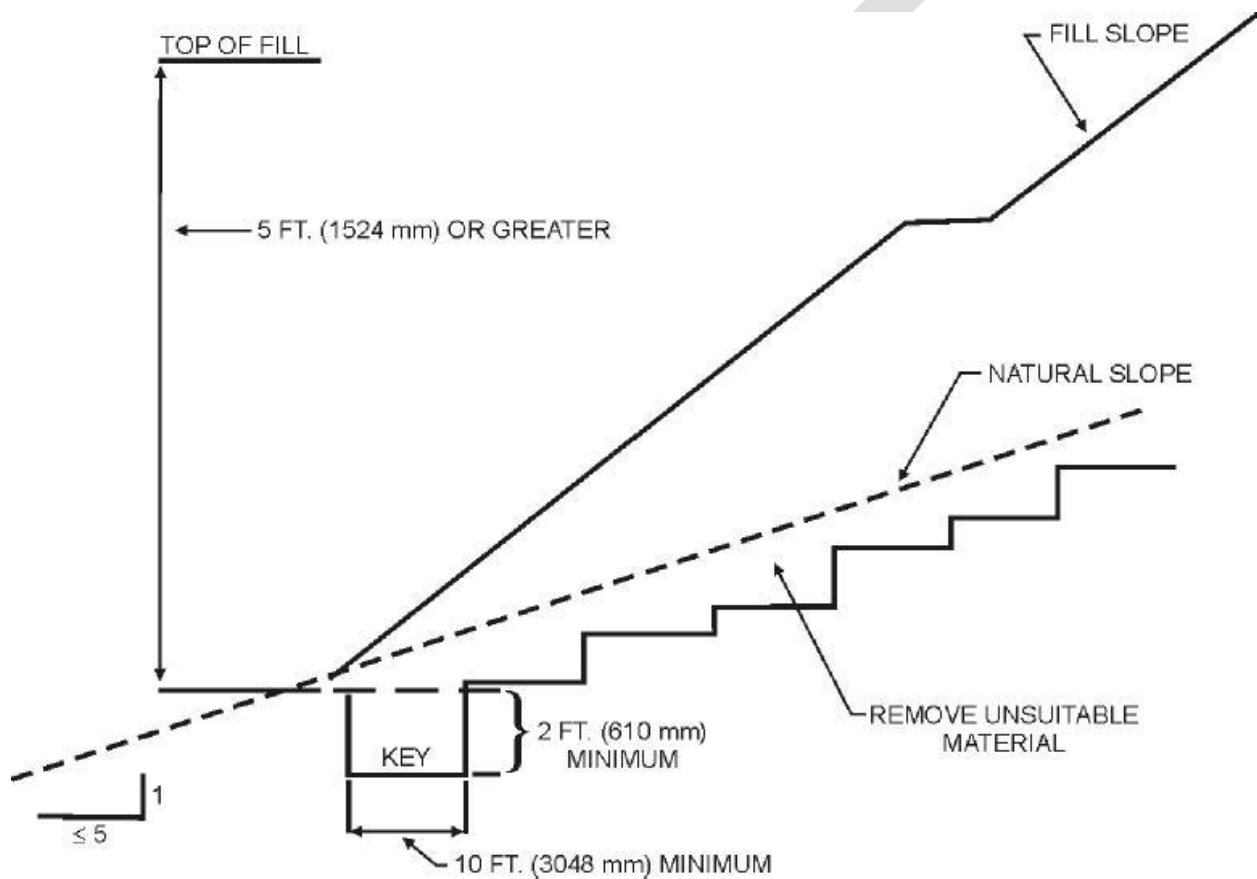 TOP OF FILL
FILL SLOPE
5 FT. (1524 mm) OR GREATER
NATURAL SLOPE
REMOVE UNSUITABLE
MATERIAL
2 FT. (610 mm)
MINIMUM
KEY
1
≤ 5
10 FT. (3048 mm) MINIMUM